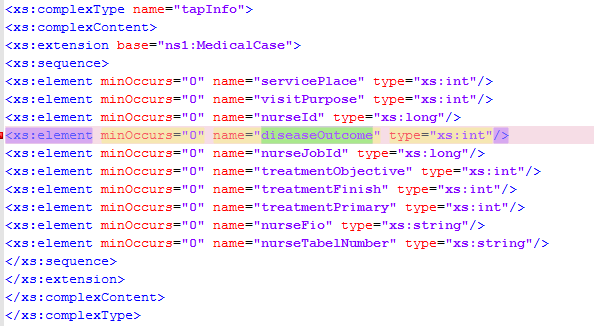 <xs:complexType name="tapInfo">
<xs:complexContent>
<xs:extension base="ns1:MedicalCase">
<xs:sequence>
<xs:element minOccurs="0" name="servicePlace" type="xs:int"/>
<xs:element minOccurs="0" name="visitPurpose" type="xs:int"/>
<xs:element minOccurs="0" name="nurseId" type="xs:long"/>
<xs:element minOccurs="0" name="diseaseOutcome" type="xs:int"/>
<xs:element minOccurs="0" name="nurseJobId" type="xs:long"/>
<xs:element minOccurs="0" name="treatmentObjective" type="xs:int"/>
<xs:element minOccurs="0" name="treatmentFinish" type="xs:int"/>
<xs:element minOccurs="0" name="treatmentPrimary" type="xs:int"/>
<xs:element minOccurs="0" name="nurseFio" type="xs:string"/>
<xs:element minOccurs="0" name="nurseTabelNumber" type="xs:string"/>
</xs:sequence>
</xs:extension>
</xs:complexContent>
</xs:complexType>